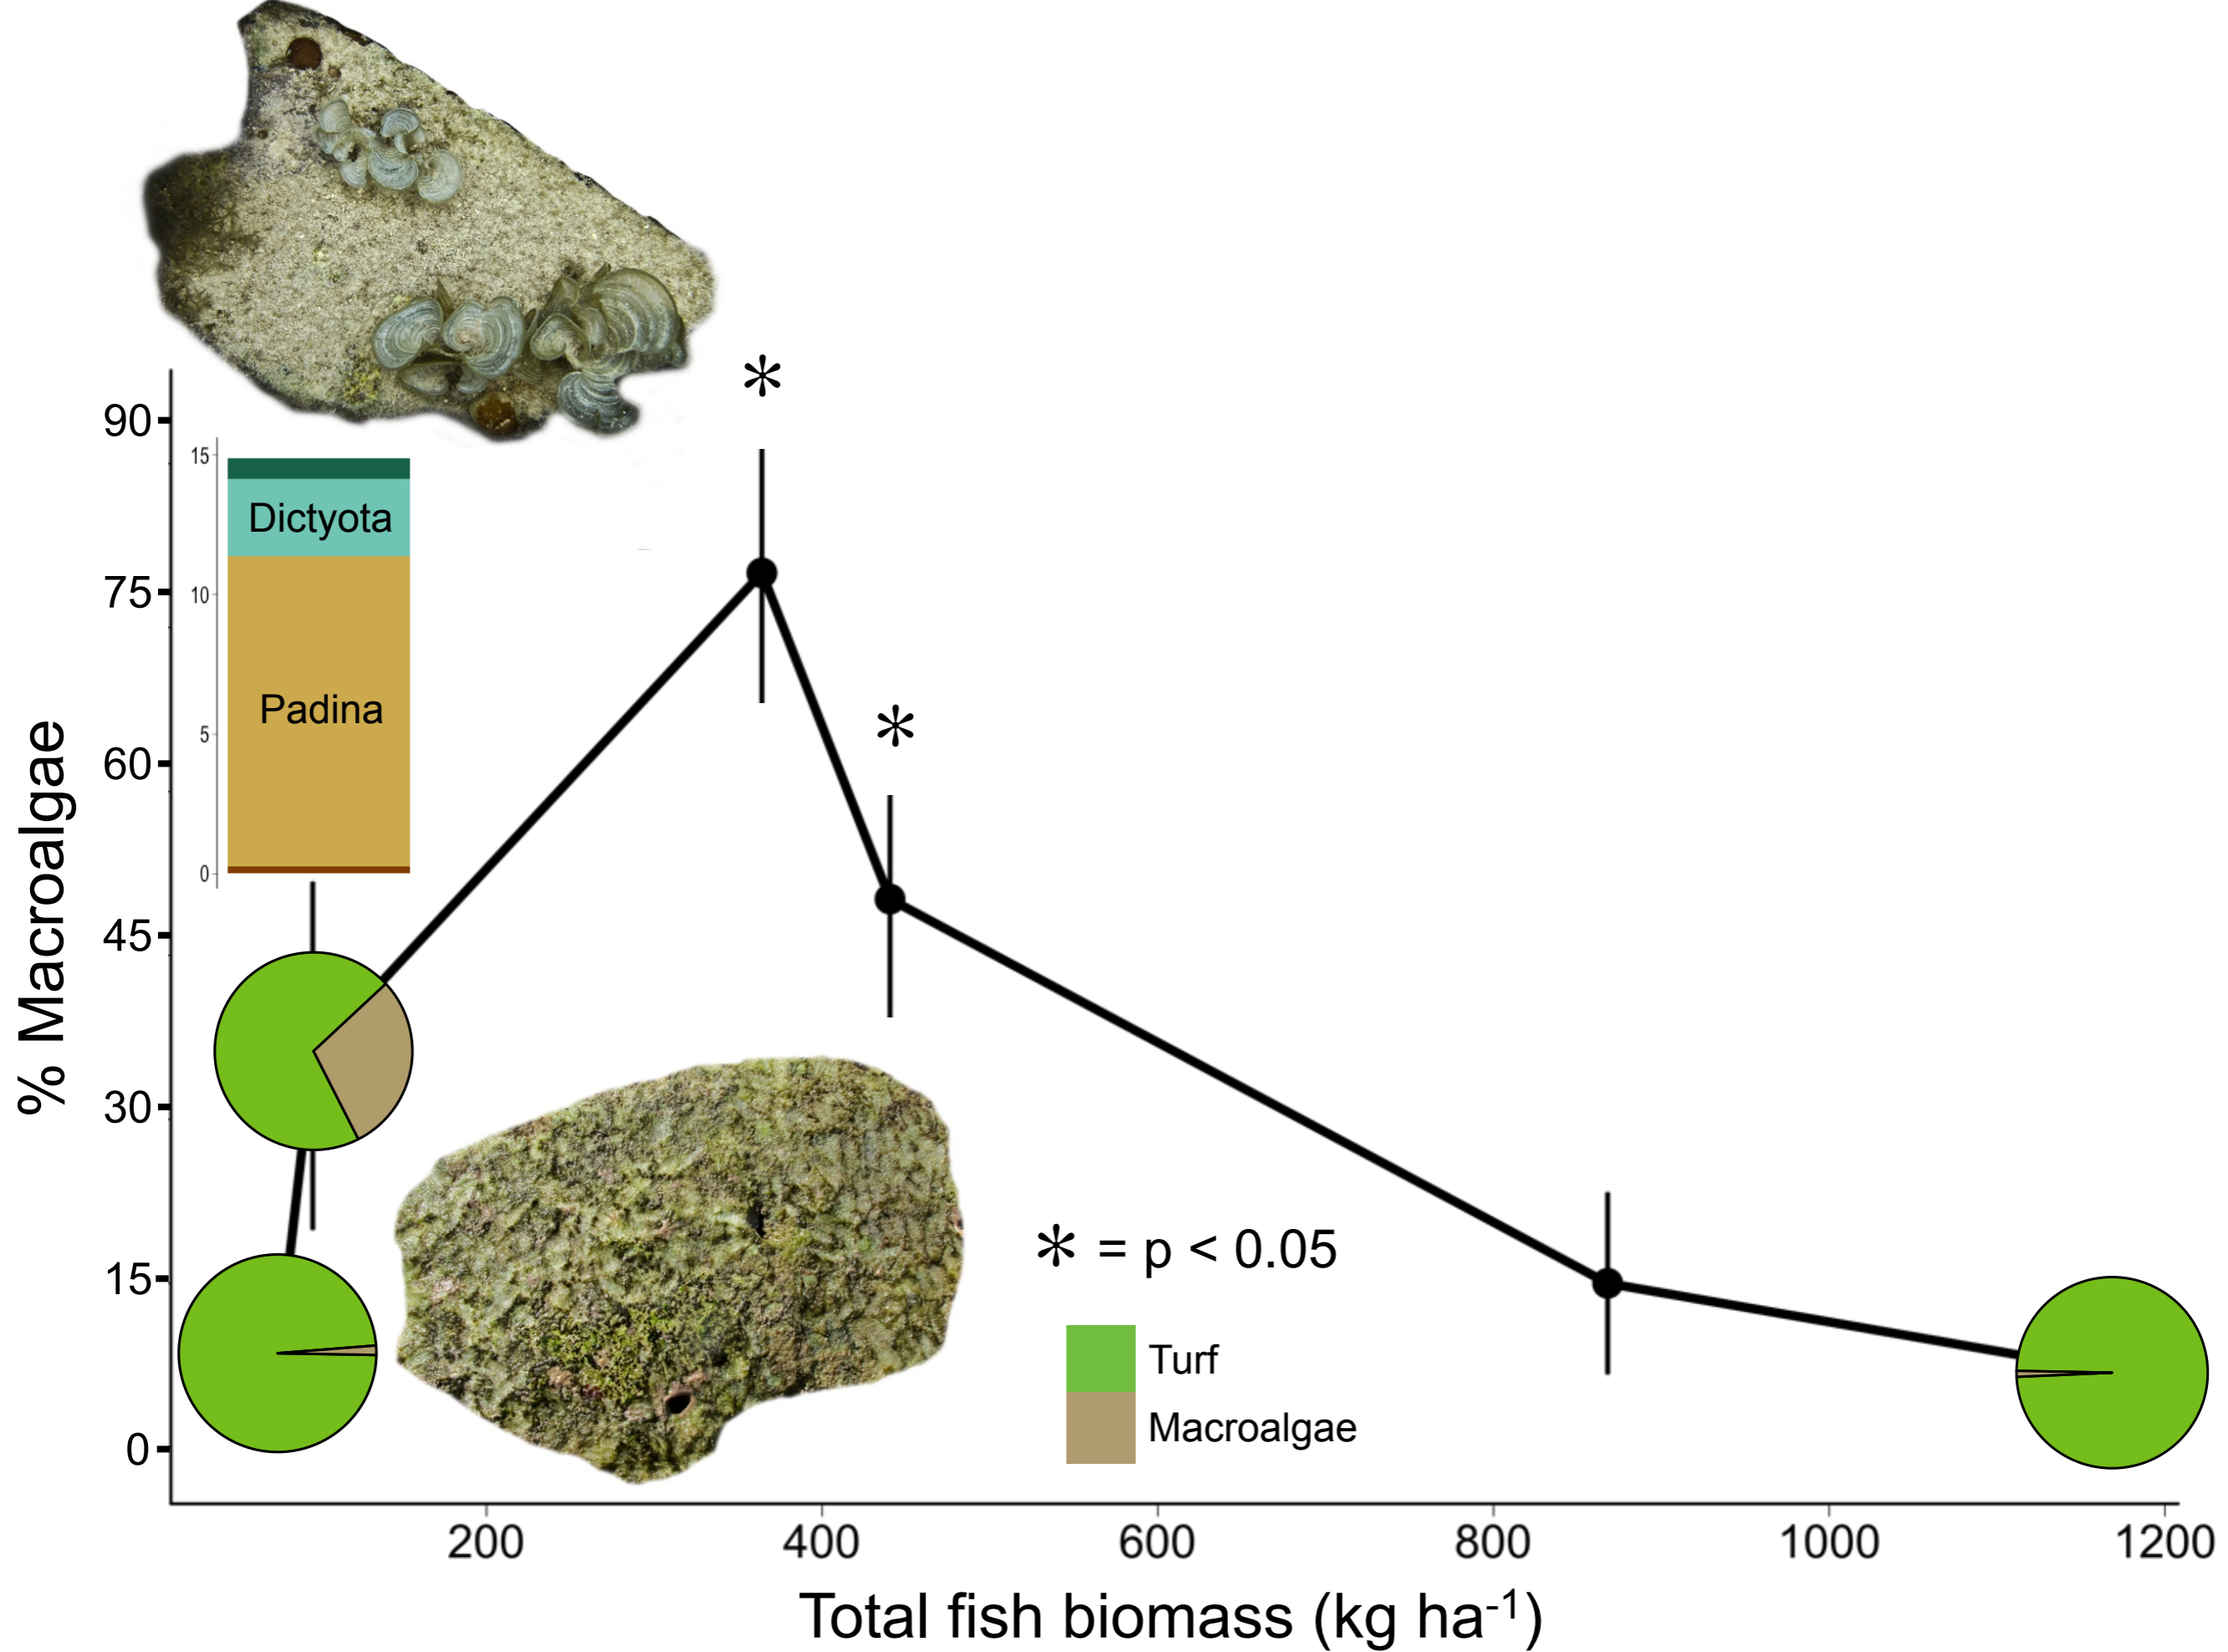 *
90
15
Dictyota
75
10
Padina
*
5
60
0
% Macroalgae
45
30
* = p < 0.05
15
Turf
Macroalgae
0
200 400 600 800 1000 1200
Total fish biomass (kg ha⁻¹)